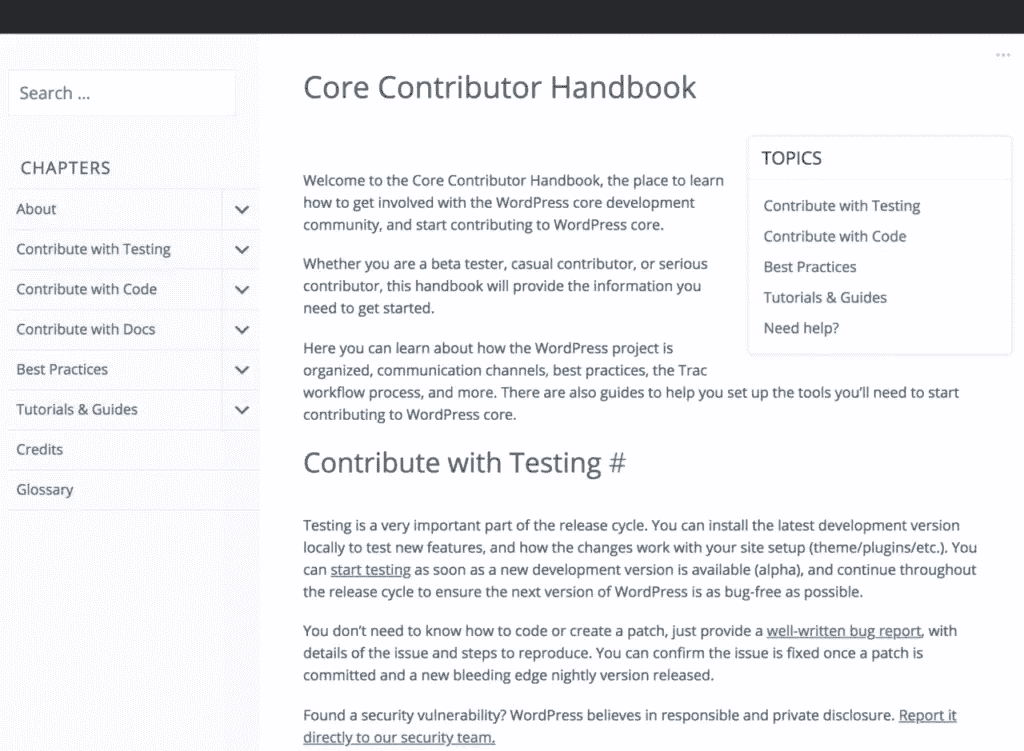 Search ...
CHAPTERS
About
Contribute with Testing
Contribute with Code
Contribute with Docs
Best Practices
Tutorials & Guides
Credits
Glossary
Core Contributor Handbook
TOPICS
Contribute with Testing
Contribute with Code
Best Practices
Tutorials & Guides
Need help?
Welcome to the Core Contributor Handbook, the place to learn
how to get involved with the WordPress core development
community, and start contributing to WordPress core.
Whether you are a beta tester, casual contributor, or serious
contributor, this handbook will provide the information you
need to get started.
Here you can learn about how the WordPress project is
organized, communication channels, best practices, the Trac
workflow process, and more. There are also guides to help you set up the tools you’ll need to start
contributing to WordPress core.
Contribute with Testing #
Testing is a very important part of the release cycle. You can install the latest development version
locally to test new features, and how the changes work with your site setup (theme/plugins/etc.). You
can start testing as soon as a new development version is available (alpha), and continue throughout
the release cycle to ensure the next version of WordPress is as bug-free as possible.
You don’t need to know how to code or create a patch, just provide a well-written bug report, with
details of the issue and steps to reproduce. You can confirm the issue is fixed once a patch is
committed and a new bleeding edge nightly version released.
Found a security vulnerability? WordPress believes in responsible and private disclosure. Report it
directly to our security team.